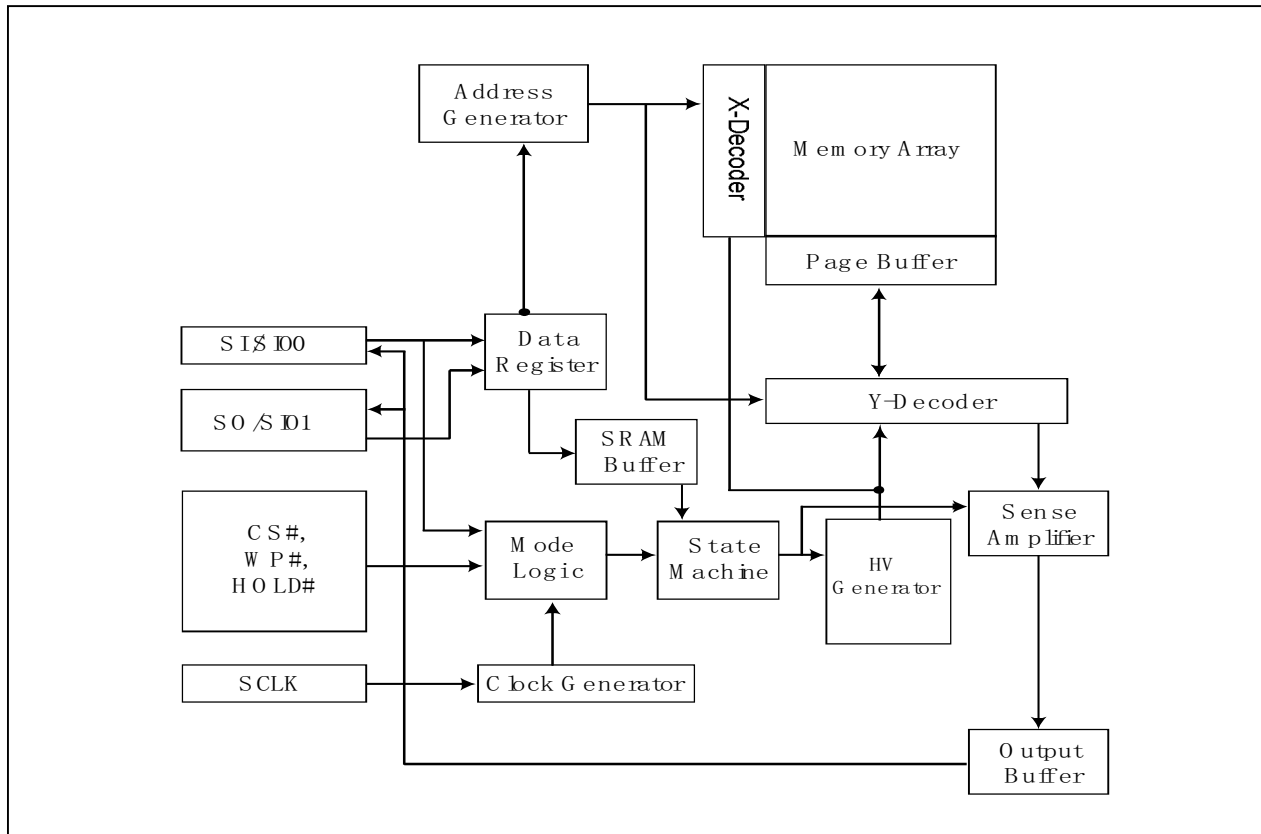 Address
Generator
X-Decoder
Memory Array
Page Buffer
SI/SIO0
Data
Register
SO/SIO1
Y-Decoder
SRAM
Buffer
CS#,
WP#,
HOLD#
Mode
Logic
State
Machine
HV
Generator
Sense
Amplifier
SCLK
Clock Generator
Output
Buffer